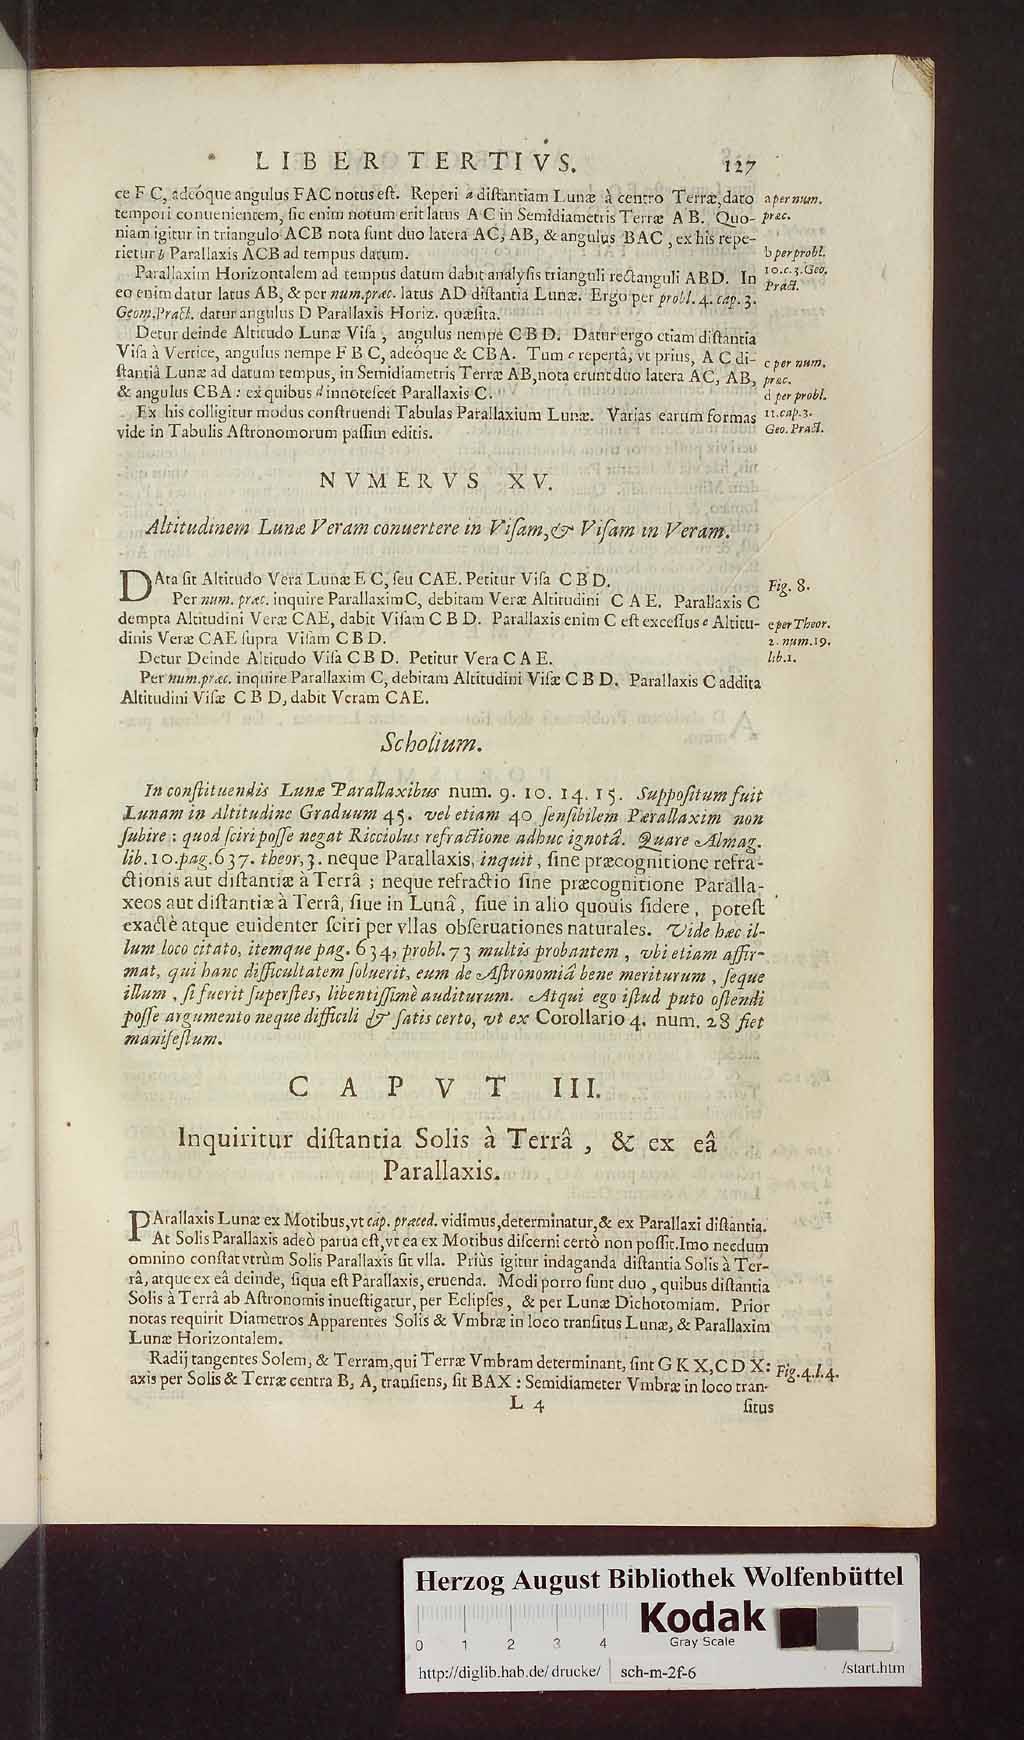 LIBER TERTIVS. 127
ce F C, adeóque angulus FAC notus est. Reperi a distantiam Lunæ à centro Terræ, dato
tempori conuenientem, sic enim notum erit latus A C in Semidiametris Terræ A B. Quo-
niam igitur in triangulo ACB nota sunt duo latera AC, AB, & angulus BAC, ex his repe-
rietur b Parallaxis ACB ad tempus datum.
a per num.
præc.
b per probl.
10.c.3.Geo.
Pract.
Parallaxim Horizontalem ad tempus datum dabit analysis trianguli rectanguli ABD. In
eo enim datur latus AB, & per num.præc. latus AD distantia Lunæ. Ergo per probl. 4. cap. 3.
Geom.Pract. datur angulus D Parallaxis Horiz. quæsita.
Detur deinde Altitudo Lunæ Visa, angulus nempe CBD. Datur ergo etiam distantia
Visa à Vertice, angulus nempe F B C, adeóque & CBA. Tum c repertâ, vt prius, A C di-
stantiâ Lunæ ad datum tempus, in Semidiametris Terræ AB, nota erunt duo latera AC, AB,
& angulus CBA: ex quibus d innotescet Parallaxis C.
c per num.
præc.
d per probl.
11.cap.3.
Geo. Pract.
Ex his colligitur modus construendi Tabulas Parallaxium Lunæ. Varias earum formas
vide in Tabulis Astronomorum passim editis.
NVMERVS XV.
Altitudinem Lunæ Veram conuertere in Visam, & Visam in Veram.
DAta sit Altitudo Vera Lunæ E C, seu CAE. Petitur Visa C B D.
Per num. præc. inquire Parallaxim C, debitam Veræ Altitudini C A E. Parallaxis C
dempta Altitudini Veræ CAE, dabit Visam C B D. Parallaxis enim C est excessus e Altitu-
dinis Veræ CAE supra Visam C B D.
Fig. 8.
e per Theor.
2. num.19.
lib.1.
Detur Deinde Altitudo Visa C B D. Petitur Vera C A E.
Per num.præc. inquire Parallaxim C, debitam Altitudini Visæ C B D. Parallaxis C addita
Altitudini Visæ C B D, dabit Veram CAE.
Scholium.
In constituendis Lunæ Parallaxibus num. 9. 10. 14. 15. Suppositum fuit
Lunam in Altitudine Graduum 45. vel etiam 40 sensibilem Parallaxim non
subire: quod sciri posse negat Ricciolus refractione adhuc ignotâ. Quare Almag.
lib.10.pag.637. theor.3. neque Parallaxis, inquit, sine præcognitione refra-
ctionis aut distantiæ à Terrâ; neque refractio sine præcognitione Paralla-
xeos aut distantiæ à Terrâ, siue in Lunâ, siue in alio quouis sidere, potest
exactè atque euidenter sciri per vllas obseruationes naturales. Vide hæc il-
lum loco citato, itemque pag. 634, probl. 73 multis probantem, vbi etiam affir-
mat, qui hanc difficultatem soluerit, eum de Astronomiâ bene meriturum, seque
illum, si fuerit superstes, libentissimè auditurum. Atqui ego istud puto ostendi
posse argumento neque difficili & satis certo, vt ex Corollario 4. num. 28 fiet
manifestum.
CAPVT III.
Inquiritur distantia Solis à Terrâ, & ex eâ
Parallaxis.
PArallaxis Lunæ ex Motibus, vt cap. præced. vidimus, determinatur, & ex Parallaxi distantia.
At Solis Parallaxis adeò parua est, vt ea ex Motibus discerni certò non possit. Imo necdum
omnino constat vtrùm Solis Parallaxis sit vlla. Priùs igitur indaganda distantia Solis à Ter-
râ, atque ex eâ deinde, siqua est Parallaxis, eruenda. Modi porro sunt duo, quibus distantia
Solis à Terrâ ab Astronomis inuestigatur, per Eclipses, & per Lunæ Dichotomiam. Prior
notas requirit Diametros Apparentes Solis & Vmbræ in loco transitus Lunæ, & Parallaxim
Lunæ Horizontalem.
Radij tangentes Solem, & Terram, qui Terræ Vmbram determinant, sint G K X, C D X:
axis per Solis & Terræ centra B, A, transiens, sit BAX: Semidiameter Vmbræ in loco tran-
Fig.4.l.4.
L 4 situs
Herzog August Bibliothek Wolfenbüttel
0 1 2 3 4
Kodak
Gray Scale
http://diglib.hab.de/drucke/ sch-m-2f-6 /start.htm